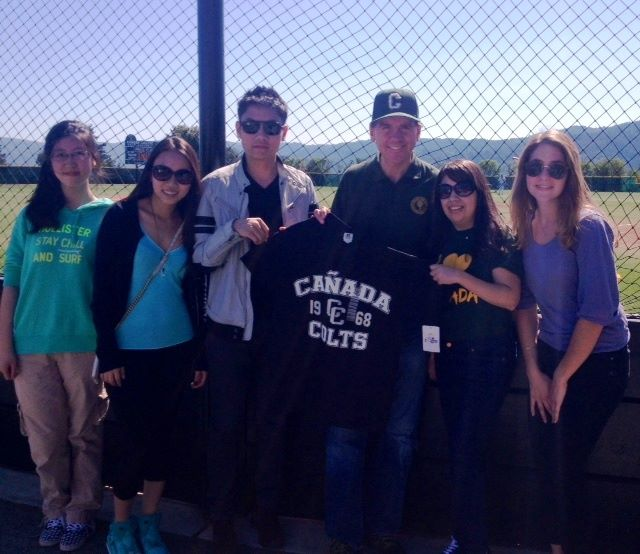 HOLLISTER
STAY CHILL
AND SURF
C
CAÑADA
19 CC 68
COLTS